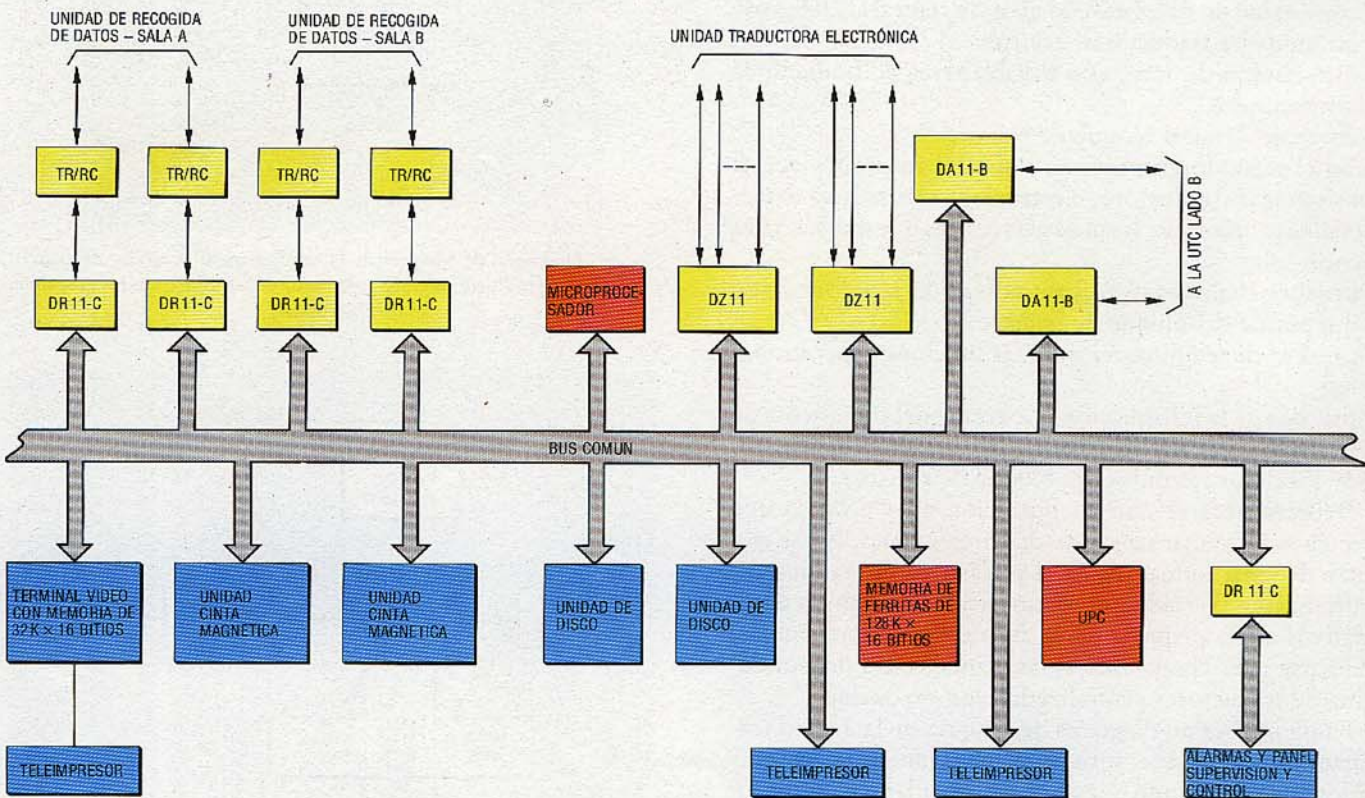 UNIDAD DE RECOGIDA
DE DATOS – SALA A
UNIDAD DE RECOGIDA
DE DATOS – SALA B
UNIDAD TRADUCTORA ELECTRÓNICA
TR/RC
TR/RC
TR/RC
TR/RC
DA11-B
A LA UTC LADO B
DR11-C
DR11-C
DR11-C
DR11-C
MICROPROCE-
SADOR
DZ11
DZ11
DA11-B
BUS COMUN
TERMINAL VIDEO
CON MEMORIA DE
32K × 16 BITIOS
UNIDAD
CINTA
MAGNETICA
UNIDAD
CINTA
MAGNETICA
UNIDAD DE
DISCO
UNIDAD DE
DISCO
MEMORIA DE
FERRITAS DE
128K ×
16 BITIOS
UPC
DR 11 C
TELEIMPRESOR
TELEIMPRESOR
TELEIMPRESOR
ALARMAS Y PANEL
SUPERVISION Y
CONTROL